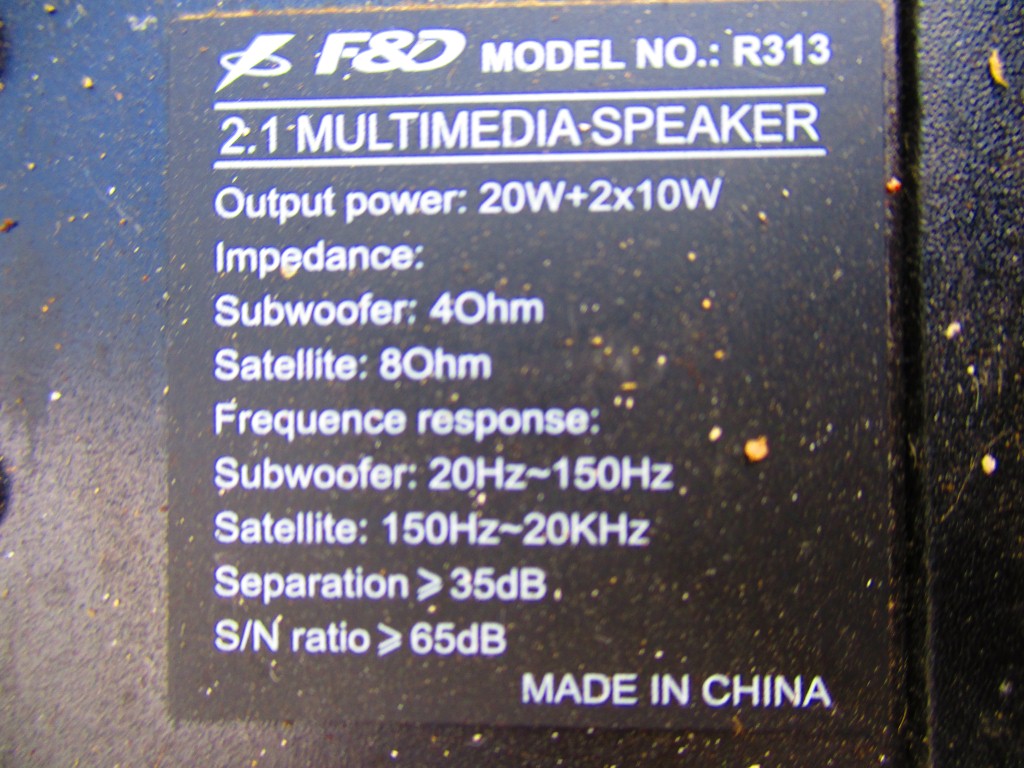 F&D MODEL NO.: R313
2.1 MULTIMEDIA SPEAKER
Output power: 20W+2x10W
Impedance:
Subwoofer: 4Ohm
Satellite: 8Ohm
Frequence response:
Subwoofer: 20Hz~150Hz
Satellite: 150Hz~20KHz
Separation⩾35dB
S/N ratio⩾65dB
MADE IN CHINA